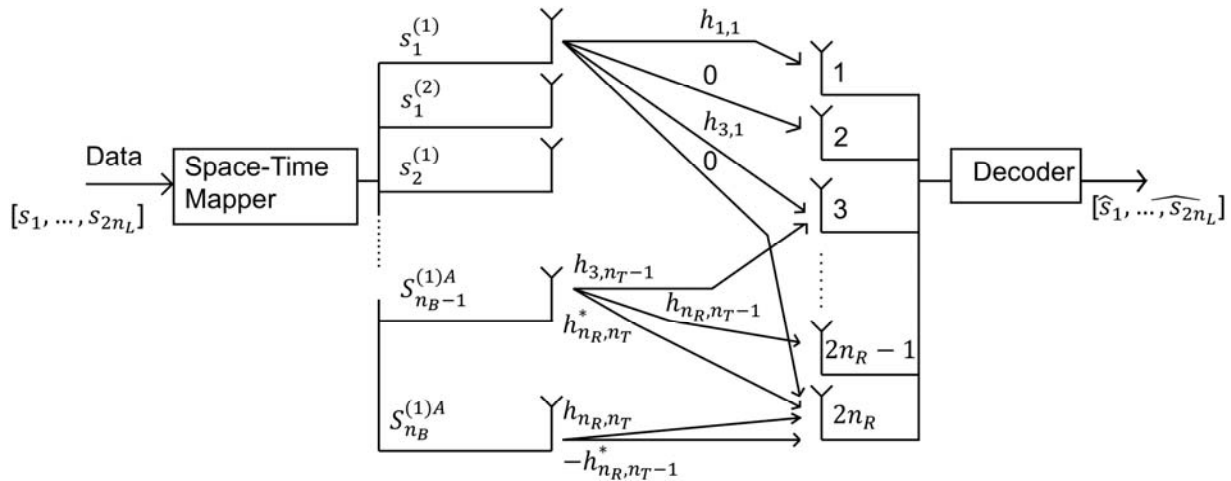 s_1^{(1)}
h_{1,1}
1
0
s_1^{(2)}
h_{3,1}
2
Data
Space-Time
Mapper
s_2^{(1)}
0
Decoder
3
[s_1, ..., s_{2n_L}]
[\hat{s}_1, ..., \widehat{s_{2n_L}}]
h_{3,n_T-1}
S_{n_B-1}^{(1)A}
h_{n_R,n_T-1}
h^*_{n_R,n_T}
2n_R − 1
S_{n_B}^{(1)A}
h_{n_R,n_T}
2n_R
−h^*_{n_R,n_T-1}